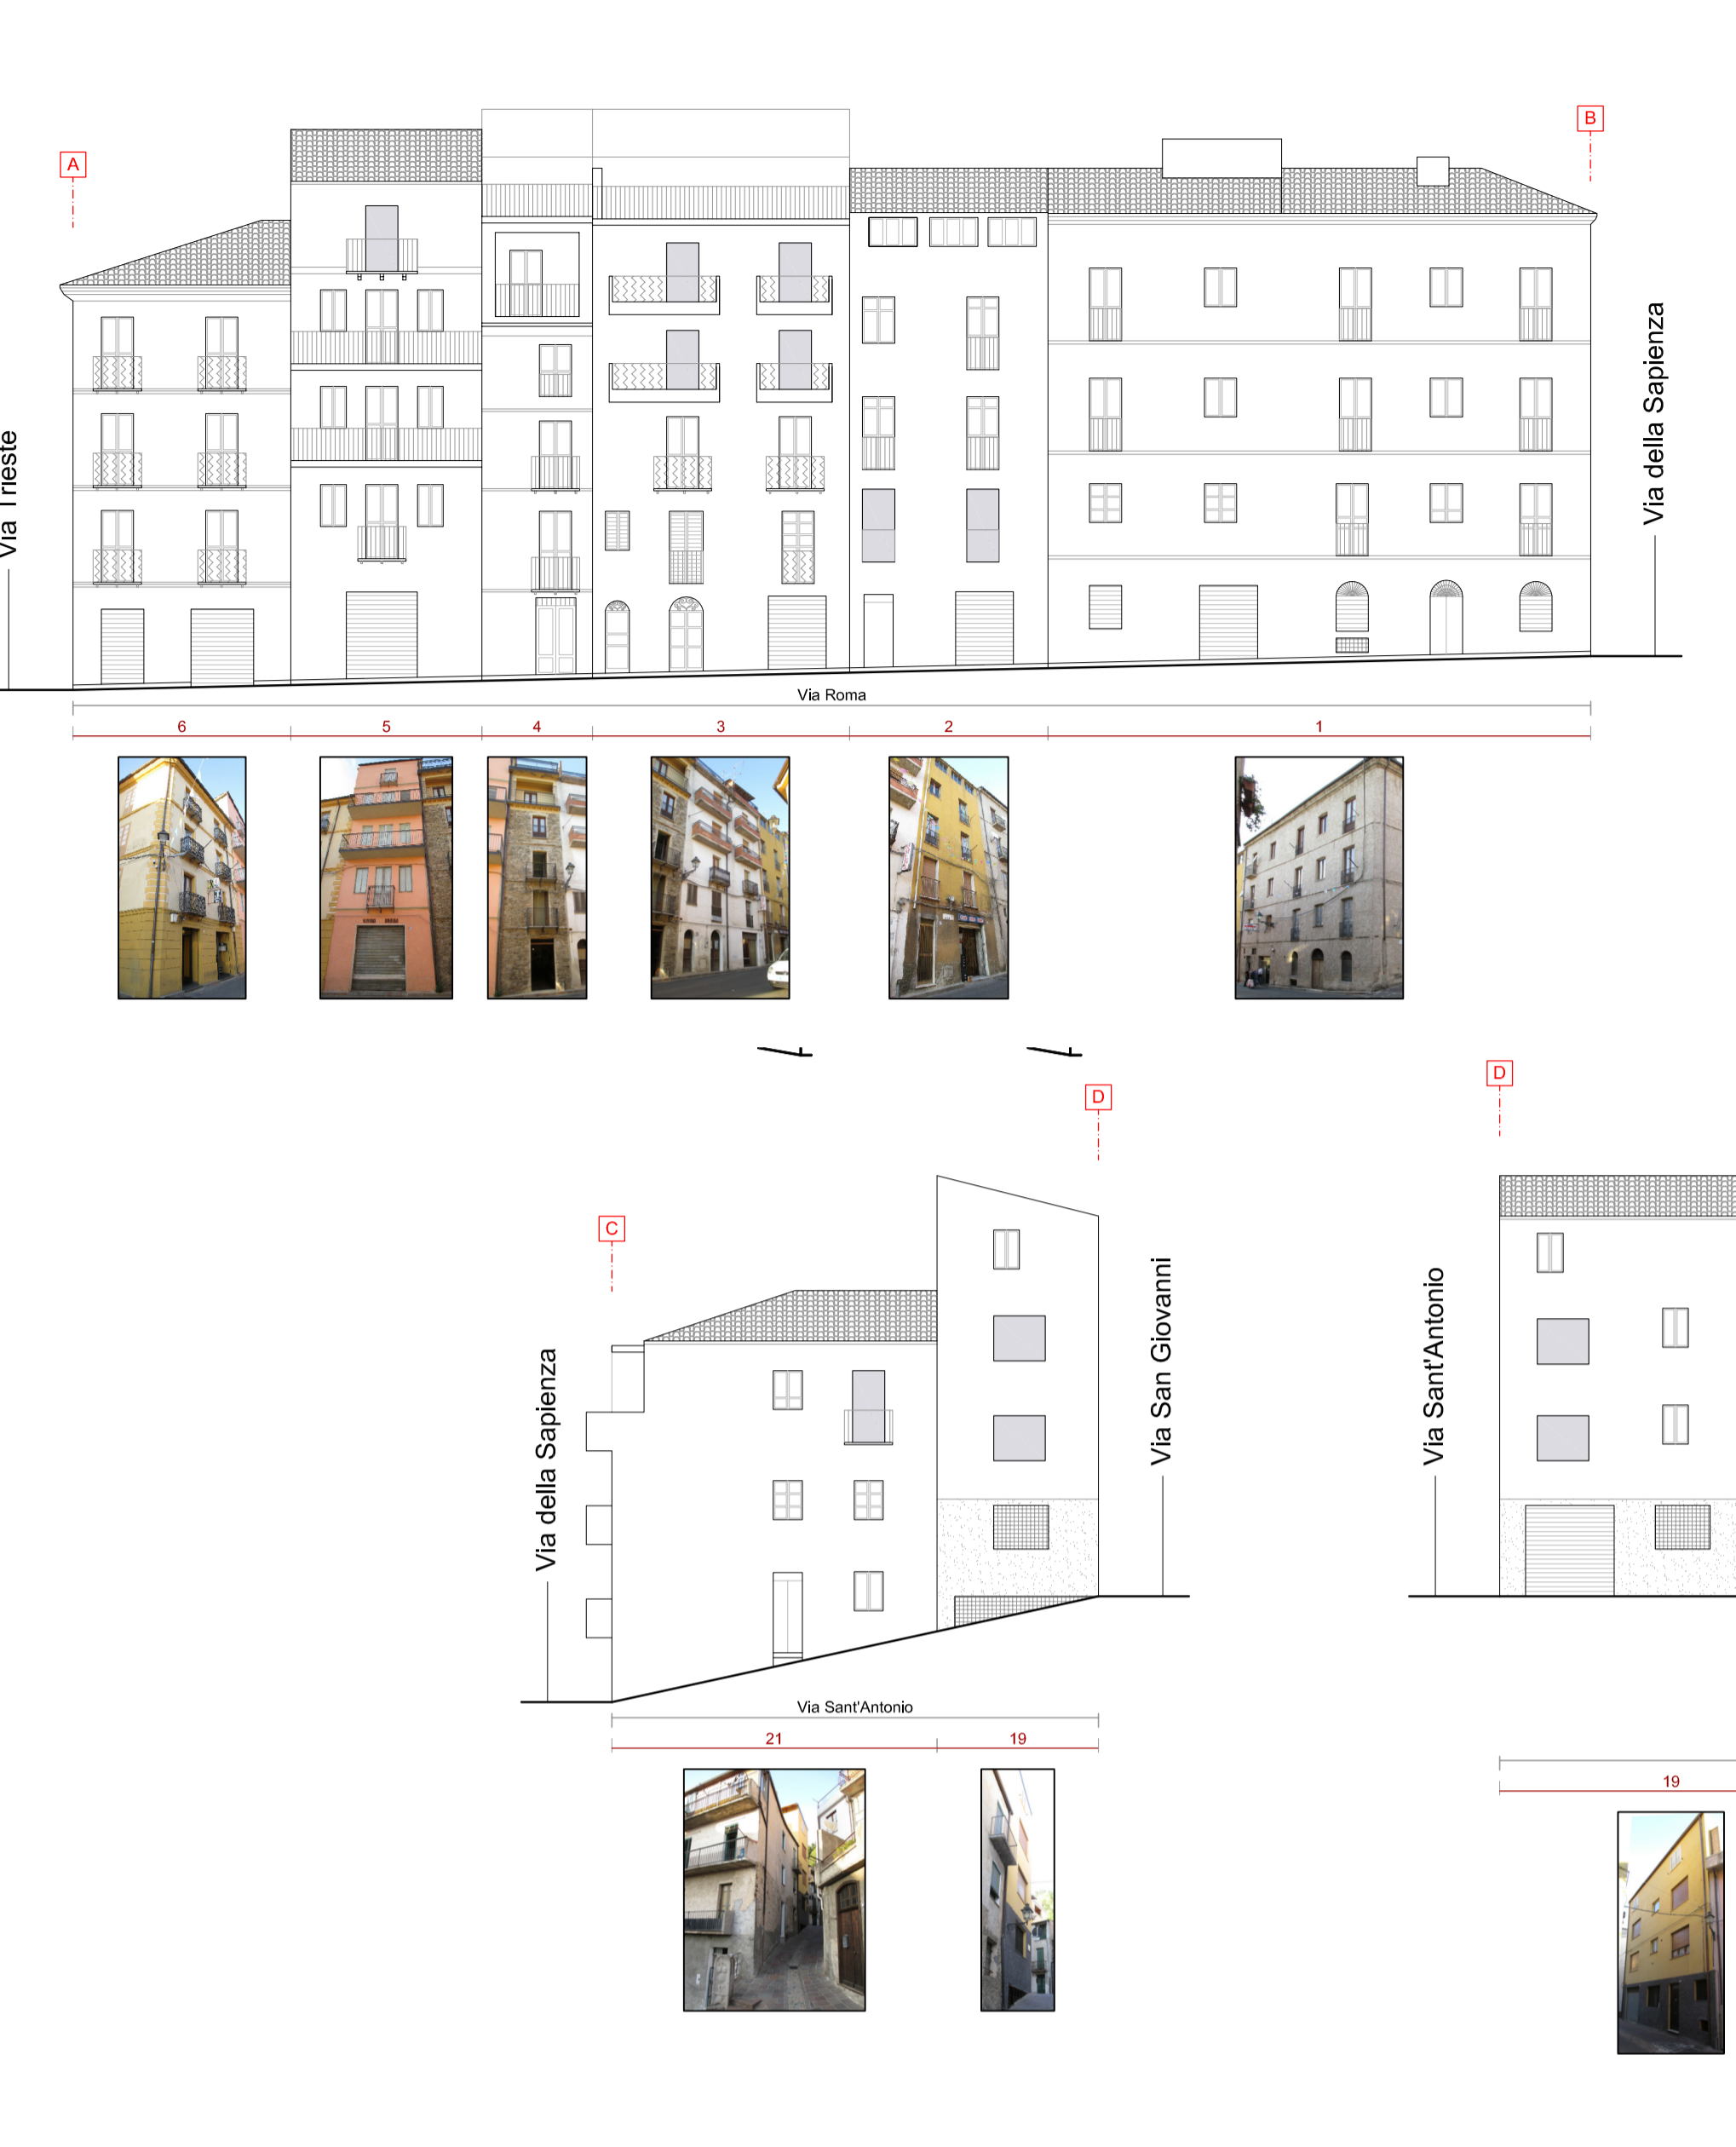 A
B
Via Trieste
Via della Sapienza
Via Roma
6
5
4
3
2
1
D
D
C
Via della Sapienza
Via San Giovanni
Via Sant'Antonio
Via Sant'Antonio
21
19
19